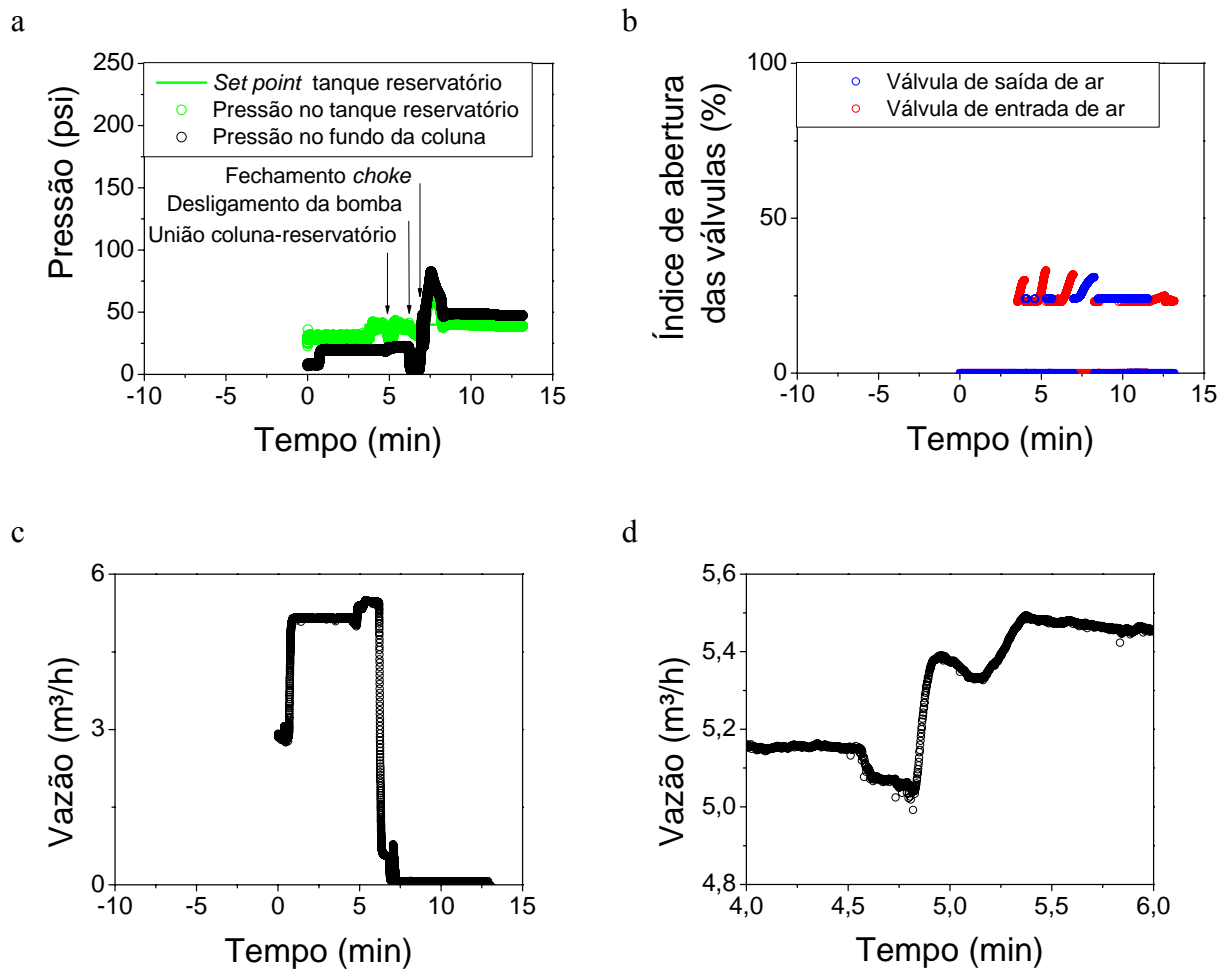 a
250
200
150
100
50
0
Pressão (psi)
Set point tanque reservatório
Pressão no tanque reservatório
Pressão no fundo da coluna
Fechamento choke
Desligamento da bomba
União coluna-reservatório
-10 -5 0 5 10 15
Tempo (min)
b
100
50
0
Índice de abertura
das válvulas (%)
Válvula de saída de ar
Válvula de entrada de ar
-10 -5 0 5 10 15
Tempo (min)
c
6
3
0
Vazão (m³/h)
-10 -5 0 5 10 15
Tempo (min)
d
5,6
5,4
5,2
5,0
4,8
Vazão (m³/h)
4,0 4,5 5,0 5,5 6,0
Tempo (min)